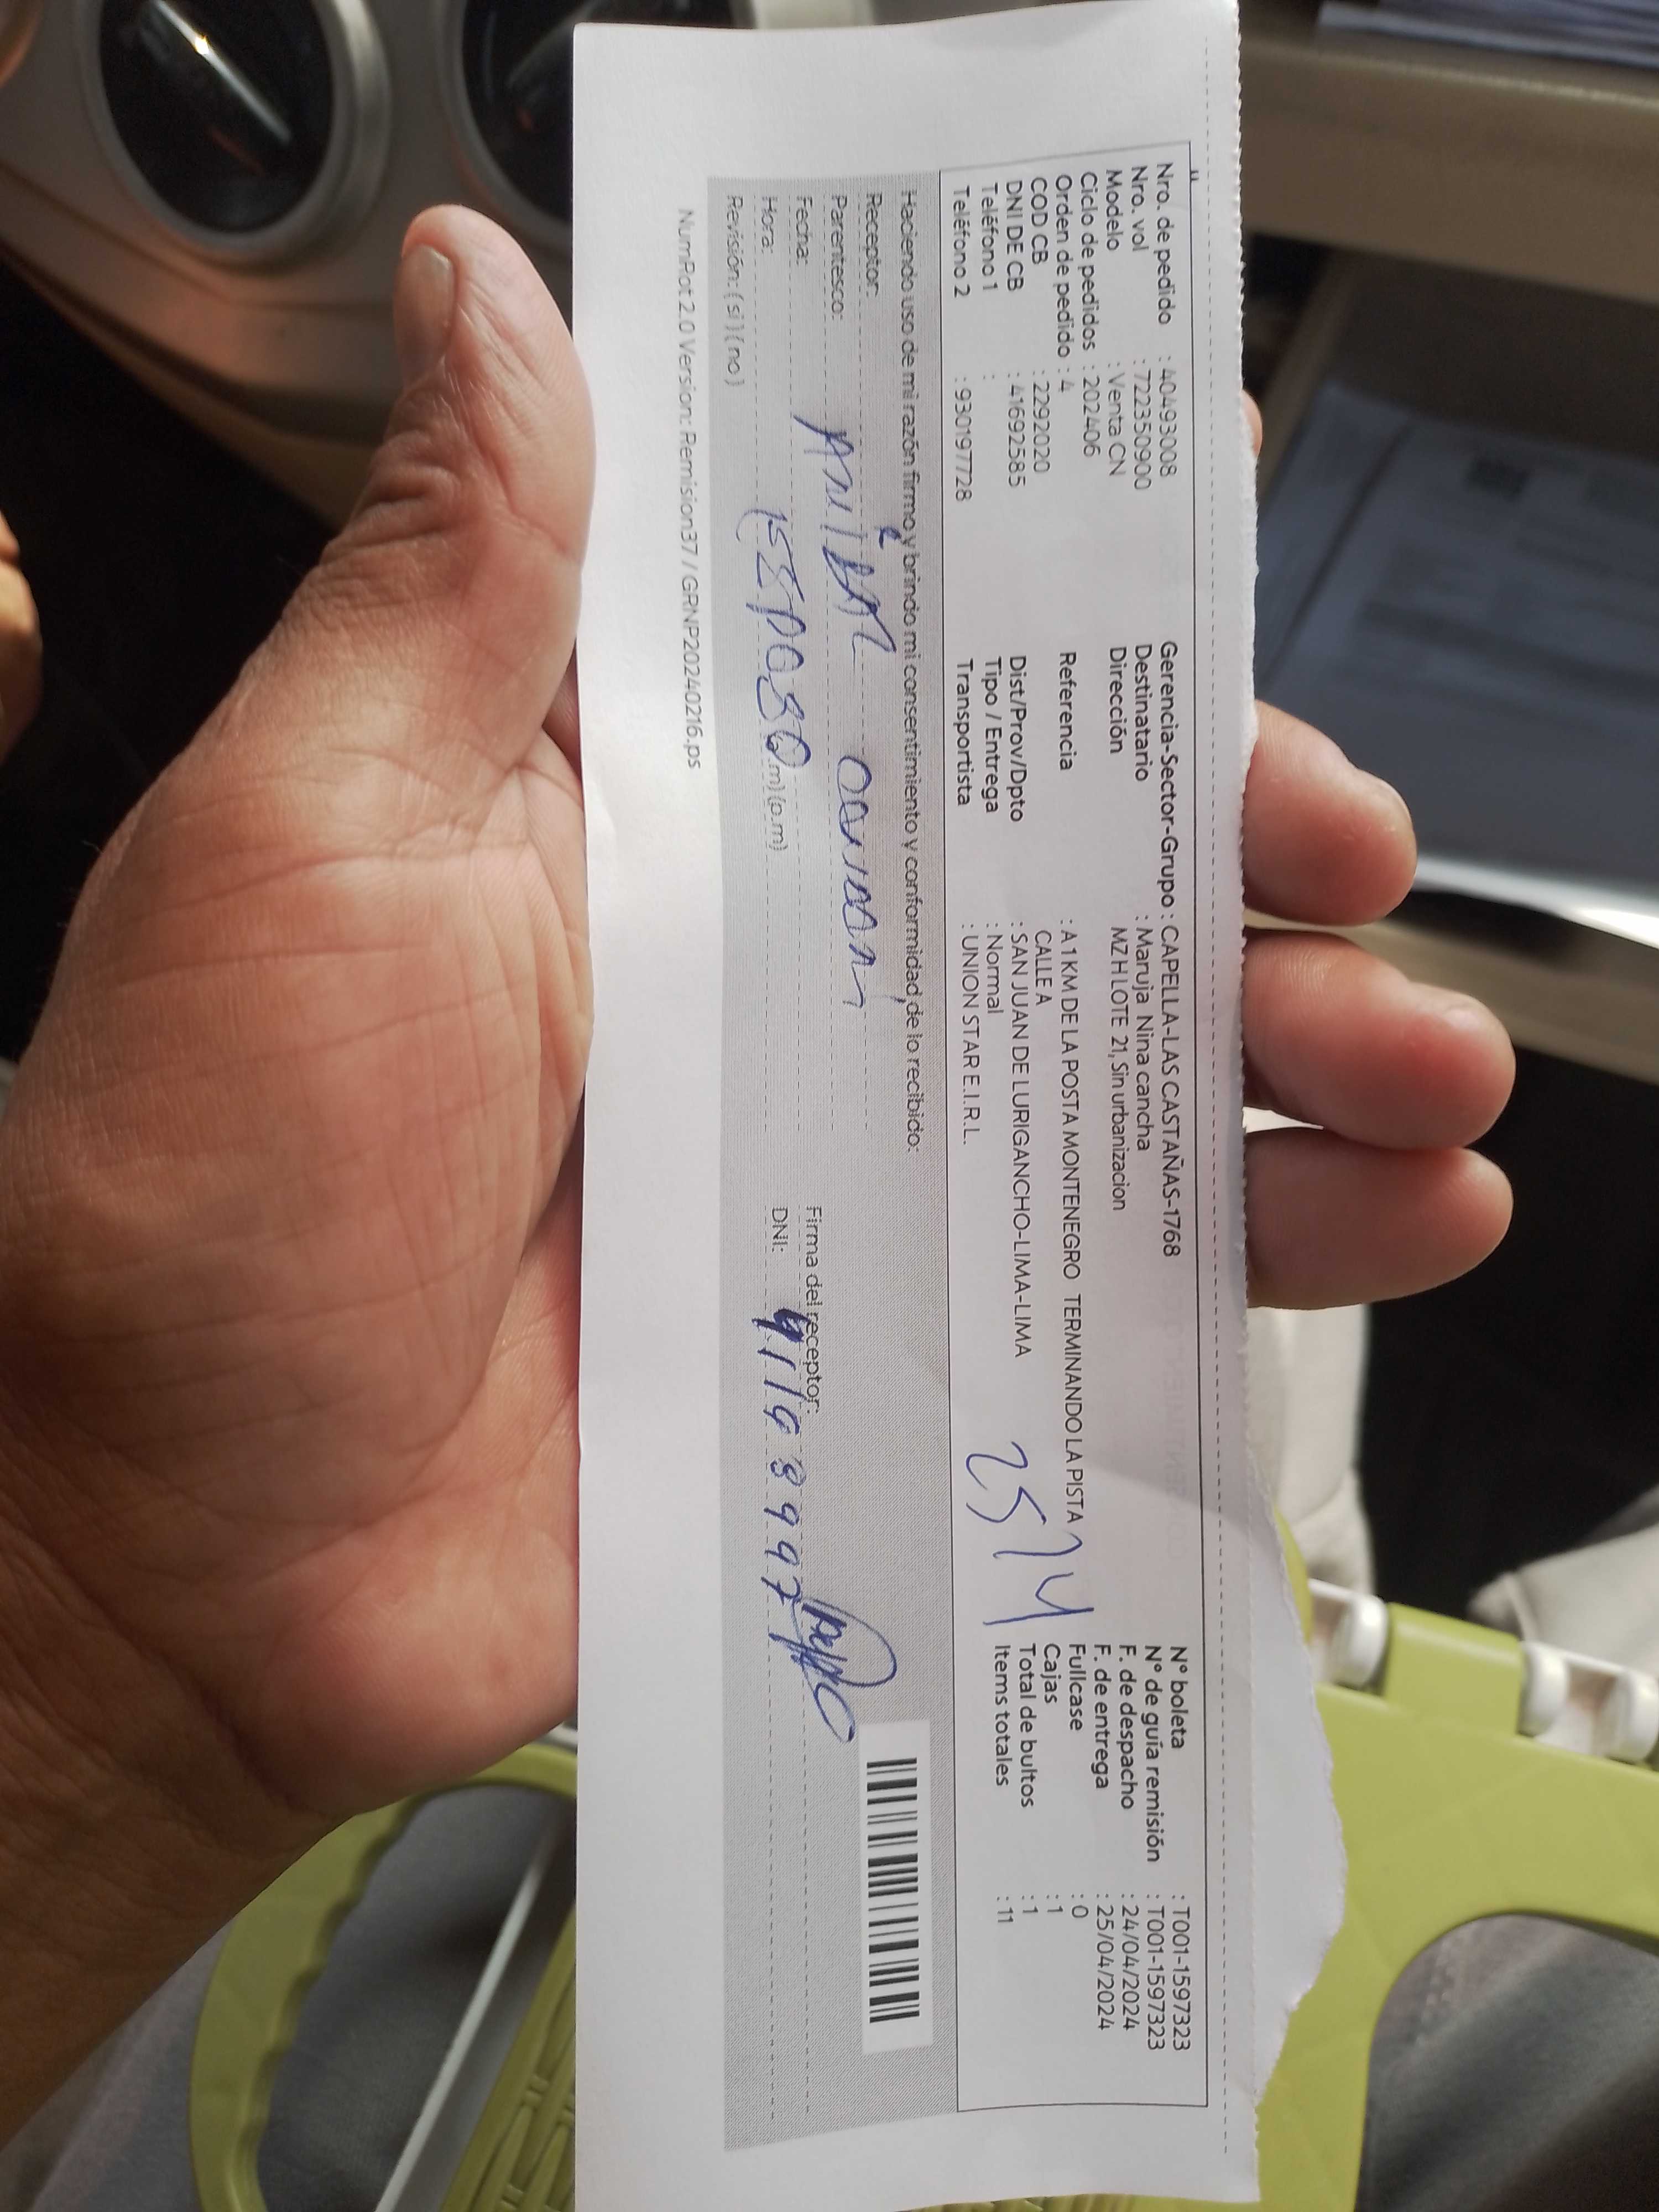 Nro. de pedido : 40493008
Nro. vol : 722350900
Modelo : Venta CN
Ciclo de pedidos : 202406
Orden de pedido : 4
COD CB : 2292020
DNI DE CB : 41692585
Teléfono 1 :
Teléfono 2 : 930197728
Gerencia-Sector-Grupo : CAPELLA-LAS CASTAÑAS-1768
Destinatario : Maruja Nina cancha
Dirección MZ H LOTE 21, Sin urbanizacion
Referencia : A 1 KM DE LA POSTA MONTENEGRO TERMINANDO LA PISTA
CALLE A
Dist/Prov/Dpto : SAN JUAN DE LURIGANCHO-LIMA-LIMA
Tipo / Entrega : Normal
Transportista : UNION STAR E.I.R.L.
N° boleta : T001-1597323
N° de guía remisión : T001-1597323
F. de despacho : 24/04/2024
F. de entrega : 25/04/2024
Fullcase : 0
Cajas : 1
Total de bultos : 1
Items totales : 11
Haciendo uso de mi razón firmo y brindo mi consentimiento y conformidad de lo recibido:
Receptor:
Parentesco:
Fecha:
Hora: m) (p.m)
Revisión: (si) (no)
Firma del receptor:
DNI:
NumRot 2.0 Version: Remision37 / GRNP20240216.ps